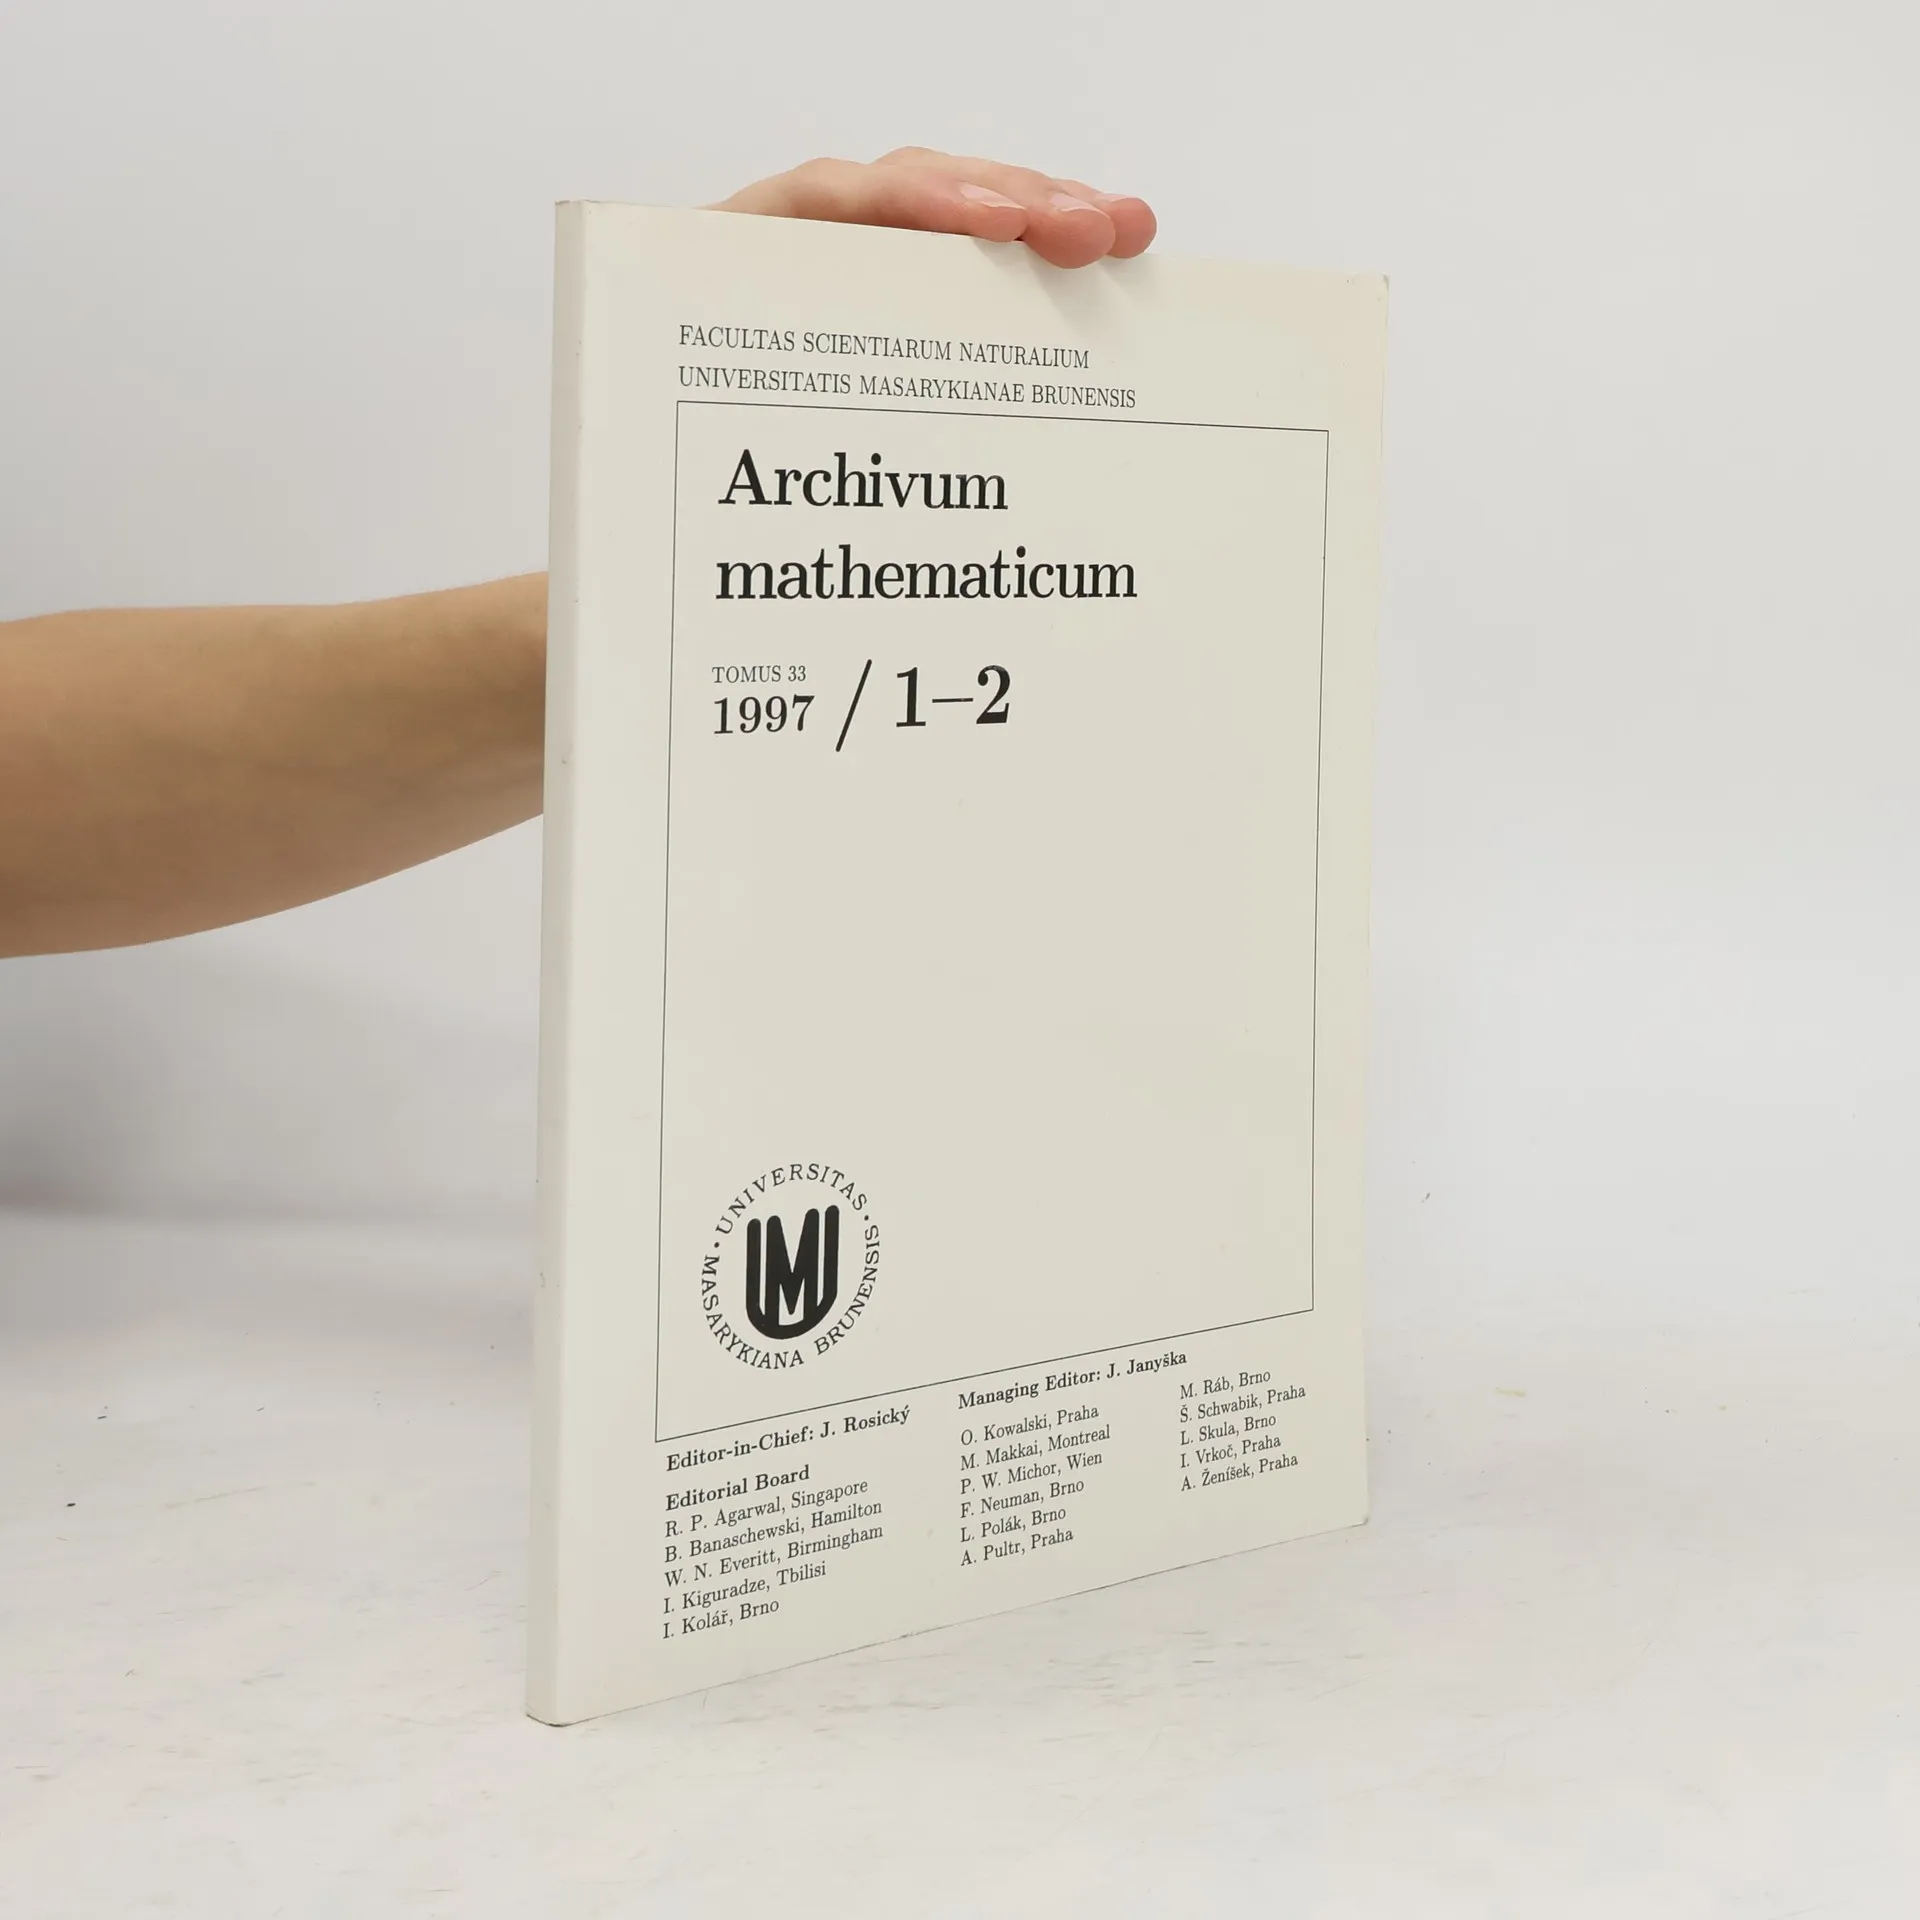 FACULTAS SCIENTIARUM NATURALIUM
UNIVERSITATIS MASARYKIANAE BRUNENSIS
Archivum
mathematicum
TOMUS 33
1997 / 1–2
UNIVERSITAS · MASARYKIANA BRUNENSIS ·
UM
Editor-in-Chief: J. Rosický
Editorial Board
R. P. Agarwal, Singapore
B. Banaschewski, Hamilton
W. N. Everitt, Birmingham
I. Kiguradze, Tbilisi
I. Kolář, Brno
Managing Editor: J. Janyška
O. Kowalski, Praha
M. Makkai, Montreal
P. W. Michor, Wien
F. Neuman, Brno
L. Polák, Brno
A. Pultr, Praha
M. Ráb, Brno
Š. Schwabik, Praha
L. Skula, Brno
I. Vrkoč, Praha
A. Ženíšek, Praha